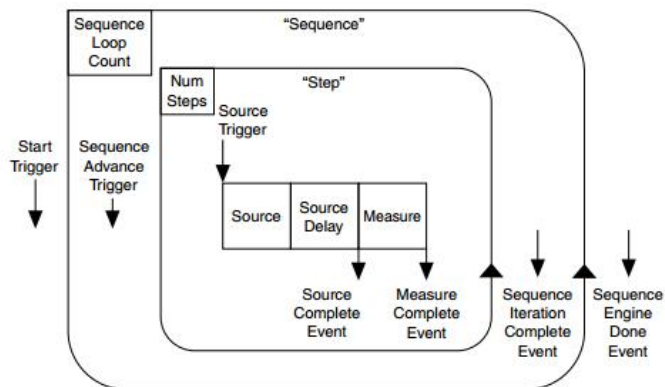 Sequence
Loop
Count
“Sequence”
Num
Steps
“Step”
Source
Trigger
Start
Trigger
Sequence
Advance
Trigger
Source
Source
Delay
Measure
Source
Complete
Event
Measure
Complete
Event
Sequence
Iteration
Complete
Event
Sequence
Engine
Done
Event